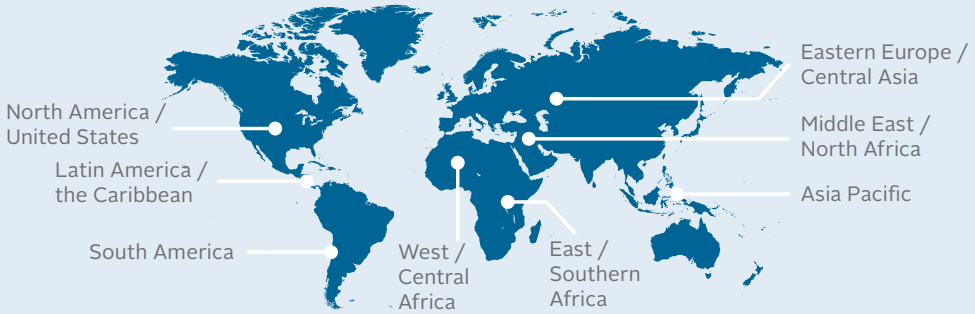 North America /
United States
Latin America /
the Caribbean
South America
West /
Central
Africa
East /
Southern
Africa
Eastern Europe /
Central Asia
Middle East /
North Africa
Asia Pacific